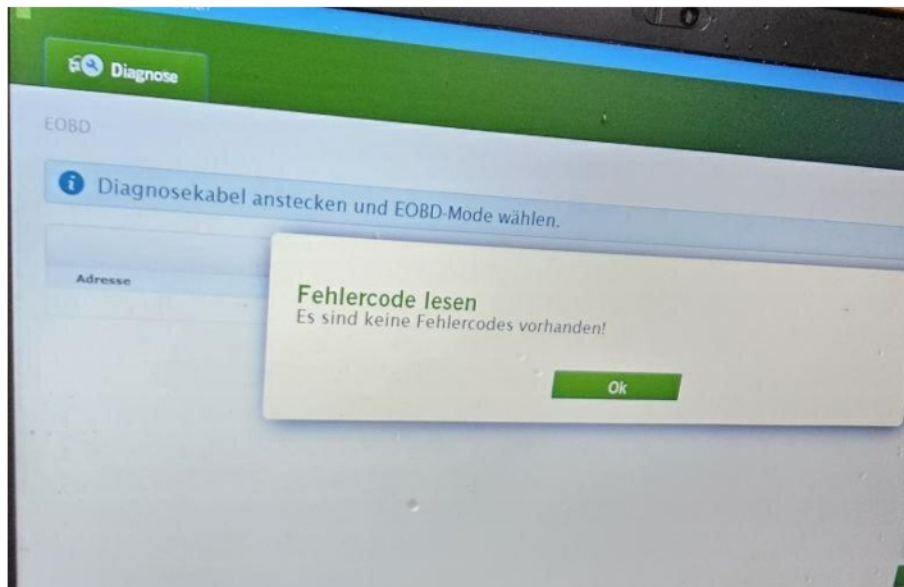 Diagnose
EOBD
Diagnosekabel anstecken und EOBD-Mode wählen.
Adresse
Fehlercode lesen
Es sind keine Fehlercodes vorhanden!
Ok